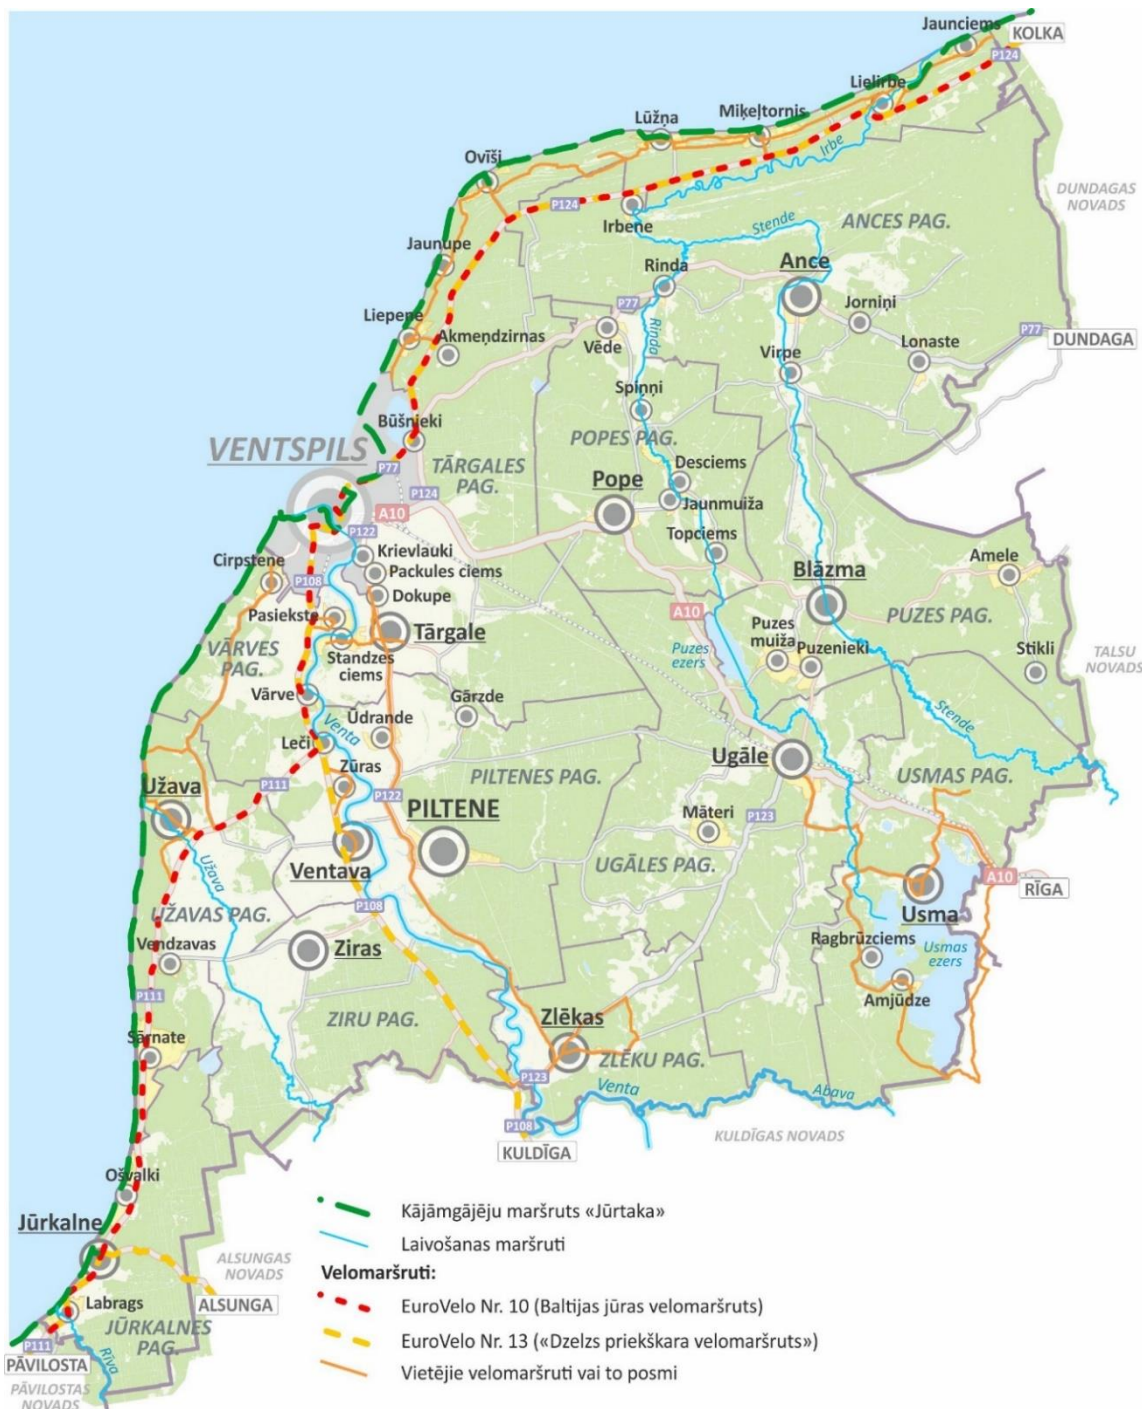 Jaunciems
KOLKA
P124
Lielirbe
Miķeļtornis
Lūžņa
Irbe
Ovīši
DUNDAGAS
NOVADS
P124
Irbene
Stende
ANCES PAG.
Jaunupe
Rinda
Ance
P77
Jorniņi
Liepene
Akmeņdzirnas
Vēde
Rinda
P77
DUNDAGA
Lonaste
Virpe
Spiņņi
Būšnieki
POPES PAG.
VENTSPILS
P77
TĀRGALES
PAG.
Desciems
Pope
Jaunmuiža
P124
A10
P122
Topciems
Krievlauki
Amele
Cirpstene
Packules ciems
Blāzma
P108
Dokupe
A10
PUZES PAG.
Pasiekste
Tārgale
Puzes
muiža
VĀRVES
PAG.
Standzes
ciems
Puzes
ezers
Puzenieki
Stikli
TALSU
NOVADS
Vārve
Gārzde
Ūdrande
Stende
Venta
Leči
Ugāle
Zūras
PILTENES PAG.
USMAS PAG.
P111
Užava
P122
PILTENE
Māteri
P123
Ventava
UGĀLES PAG.
Užava
A10
RĪGA
P108
UŽAVAS PAG.
Usma
Vendzavas
Ziras
Ragbrūzciems
Usmas
ezers
P111
Amjūdze
ZIRU PAG.
Zlēkas
Sārnate
ZLĒKU PAG.
P123
Venta
Abava
P108
KULDĪGAS NOVADS
KULDĪGA
Ošvalki
Jūrkalne
Kājāmgājēju maršruts «Jūrtaka»
Laivošanas maršruti
ALSUNGAS
NOVADS
Velomaršruti:
Labrags
ALSUNGA
EuroVelo Nr. 10 (Baltijas jūras velomaršruts)
JŪRKALNES
PAG.
EuroVelo Nr. 13 («Dzelzs priekškara velomaršruts»)
P111
PĀVILOSTA
Rīva
Vietējie velomaršruti vai to posmi
PĀVILOSTAS
NOVADS